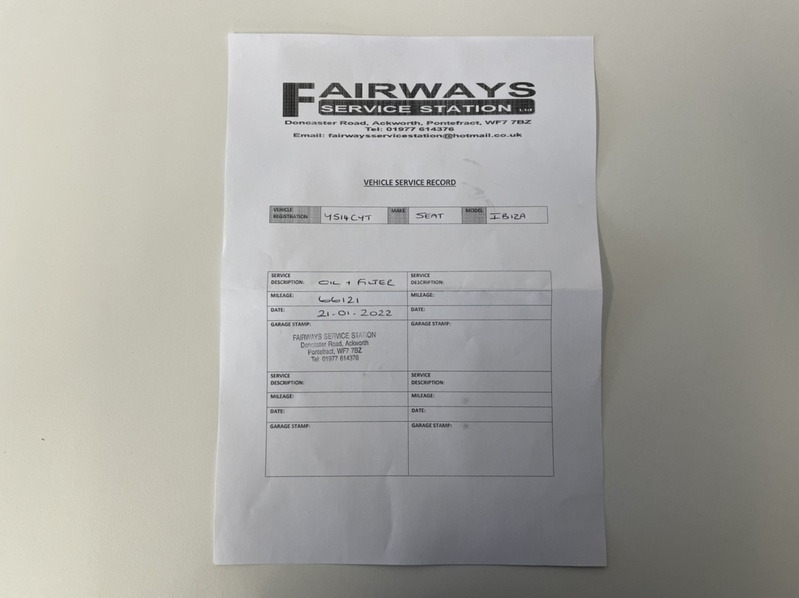 FAIRWAYS
SERVICE STATION Ltd
Doncaster Road, Ackworth, Pontefract, WF7 7BZ
Tel: 01977 614376
Email: fairwaysservicestation@hotmail.co.uk
VEHICLE SERVICE RECORD
VEHICLE REGISTRATION YS14CYT MAKE SEAT MODEL IBIZA
SERVICE DESCRIPTION: OIL + FILTER
MILEAGE: 66121
DATE: 21-01-2022
GARAGE STAMP:
FAIRWAYS SERVICE STATION
Doncaster Road, Ackworth
Pontefract, WF7 7BZ
Tel: 01977 614376
SERVICE DESCRIPTION:
MILEAGE:
DATE:
GARAGE STAMP:
SERVICE DESCRIPTION:
MILEAGE:
DATE:
GARAGE STAMP:
SERVICE DESCRIPTION:
MILEAGE:
DATE:
GARAGE STAMP: